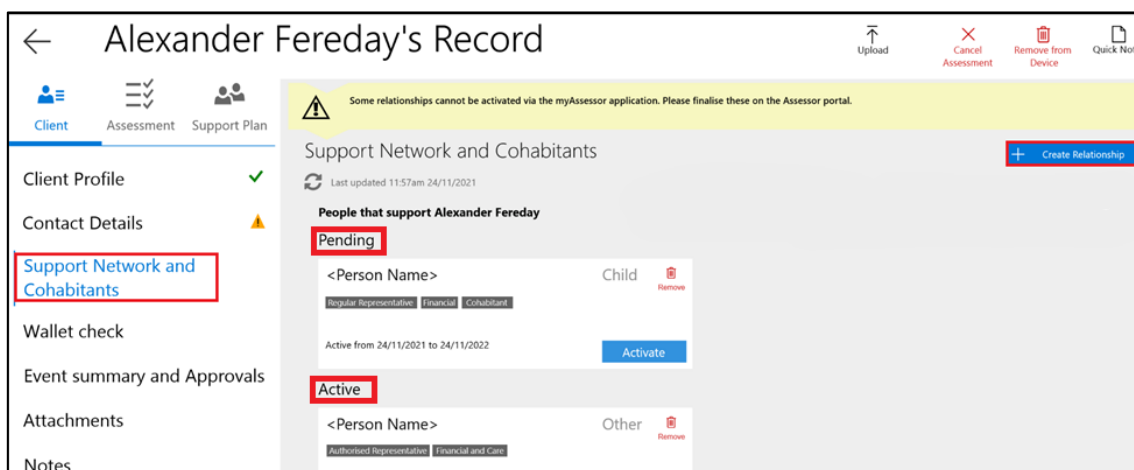 Alexander Fereday's Record
Upload
Cancel
Assessment
Remove from
Device
Quick Not
Client
Assessment
Support Plan
Some relationships cannot be activated via the myAssessor application. Please finalise these on the Assessor portal.
Client Profile
Contact Details
Support Network and
Cohabitants
Wallet check
Event summary and Approvals
Attachments
Notes
Support Network and Cohabitants
Create Relationship
Last updated 11:57am 24/11/2021
People that support Alexander Fereday
Pending
<Person Name>
Child
Remove
Regular Representative
Financial
Cohabitant
Active from 24/11/2021 to 24/11/2022
Activate
Active
<Person Name>
Other
Remove
Authorised Representative
Financial and Care